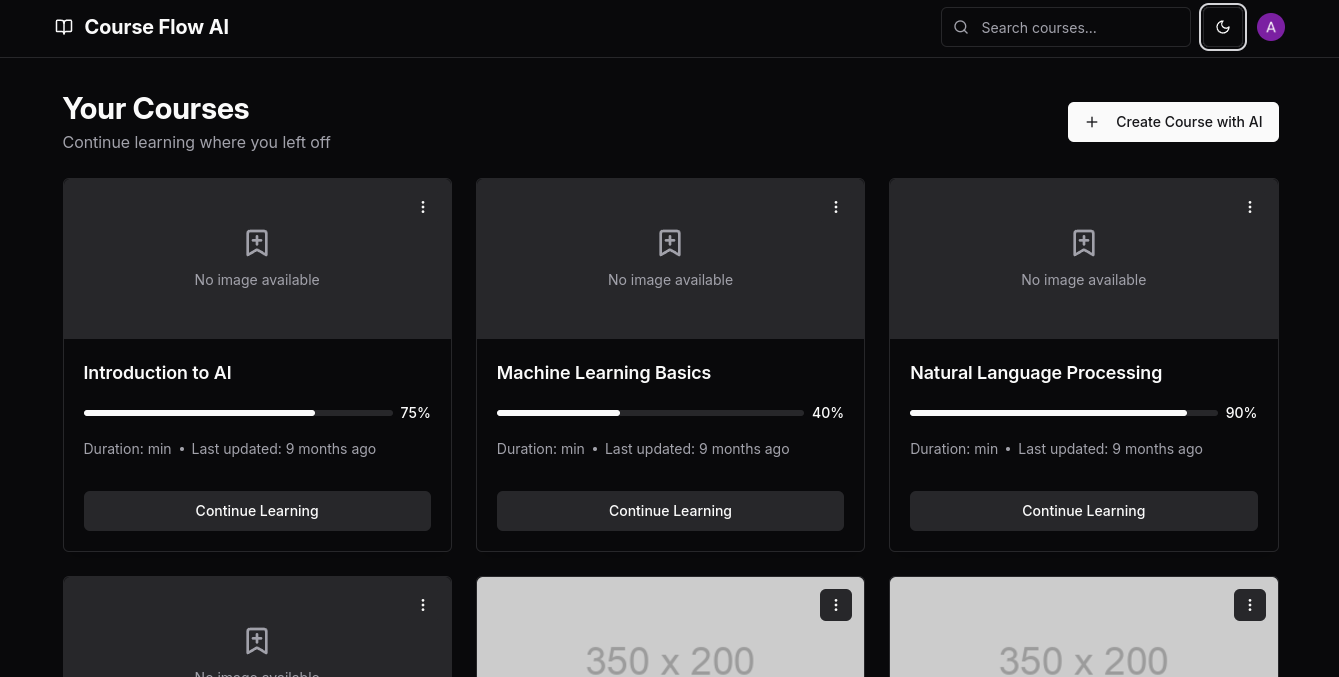 Course Flow AI
Search courses...
A
Your Courses
Continue learning where you left off
Create Course with AI
No image available
No image available
No image available
Introduction to AI
Machine Learning Basics
Natural Language Processing
75%
40%
90%
Duration: min • Last updated: 9 months ago
Duration: min • Last updated: 9 months ago
Duration: min • Last updated: 9 months ago
Continue Learning
Continue Learning
Continue Learning
No image available
350 x 200
350 x 200